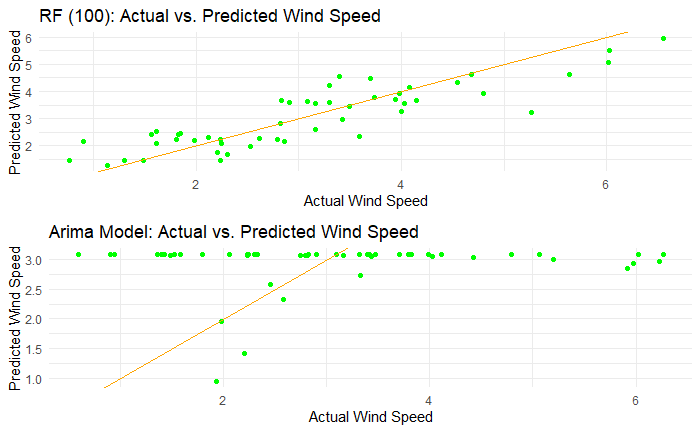 RF (100): Actual vs. Predicted Wind Speed
Predicted Wind Speed
6
5
4
3
2
2 4 6
Actual Wind Speed
Arima Model: Actual vs. Predicted Wind Speed
Predicted Wind Speed
3.0
2.5
2.0
1.5
1.0
2 4 6
Actual Wind Speed